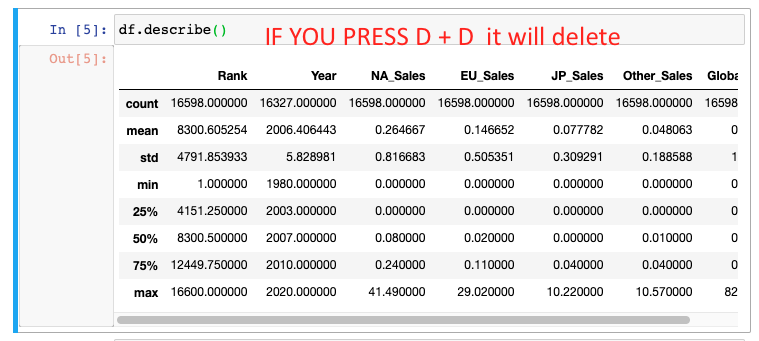 In [5]: df.describe() IF YOU PRESS D + D it will delete
Out[5]:
Rank Year NA_Sales EU_Sales JP_Sales Other_Sales Globa
count 16598.000000 16327.000000 16598.000000 16598.000000 16598.000000 16598.000000 16598
mean 8300.605254 2006.406443 0.264667 0.146652 0.077782 0.048063 0
std 4791.853933 5.828981 0.816683 0.505351 0.309291 0.188588 1
min 1.000000 1980.000000 0.000000 0.000000 0.000000 0.000000 0
25% 4151.250000 2003.000000 0.000000 0.000000 0.000000 0.000000 0
50% 8300.500000 2007.000000 0.080000 0.020000 0.000000 0.010000 0
75% 12449.750000 2010.000000 0.240000 0.110000 0.040000 0.040000 0
max 16600.000000 2020.000000 41.490000 29.020000 10.220000 10.570000 82